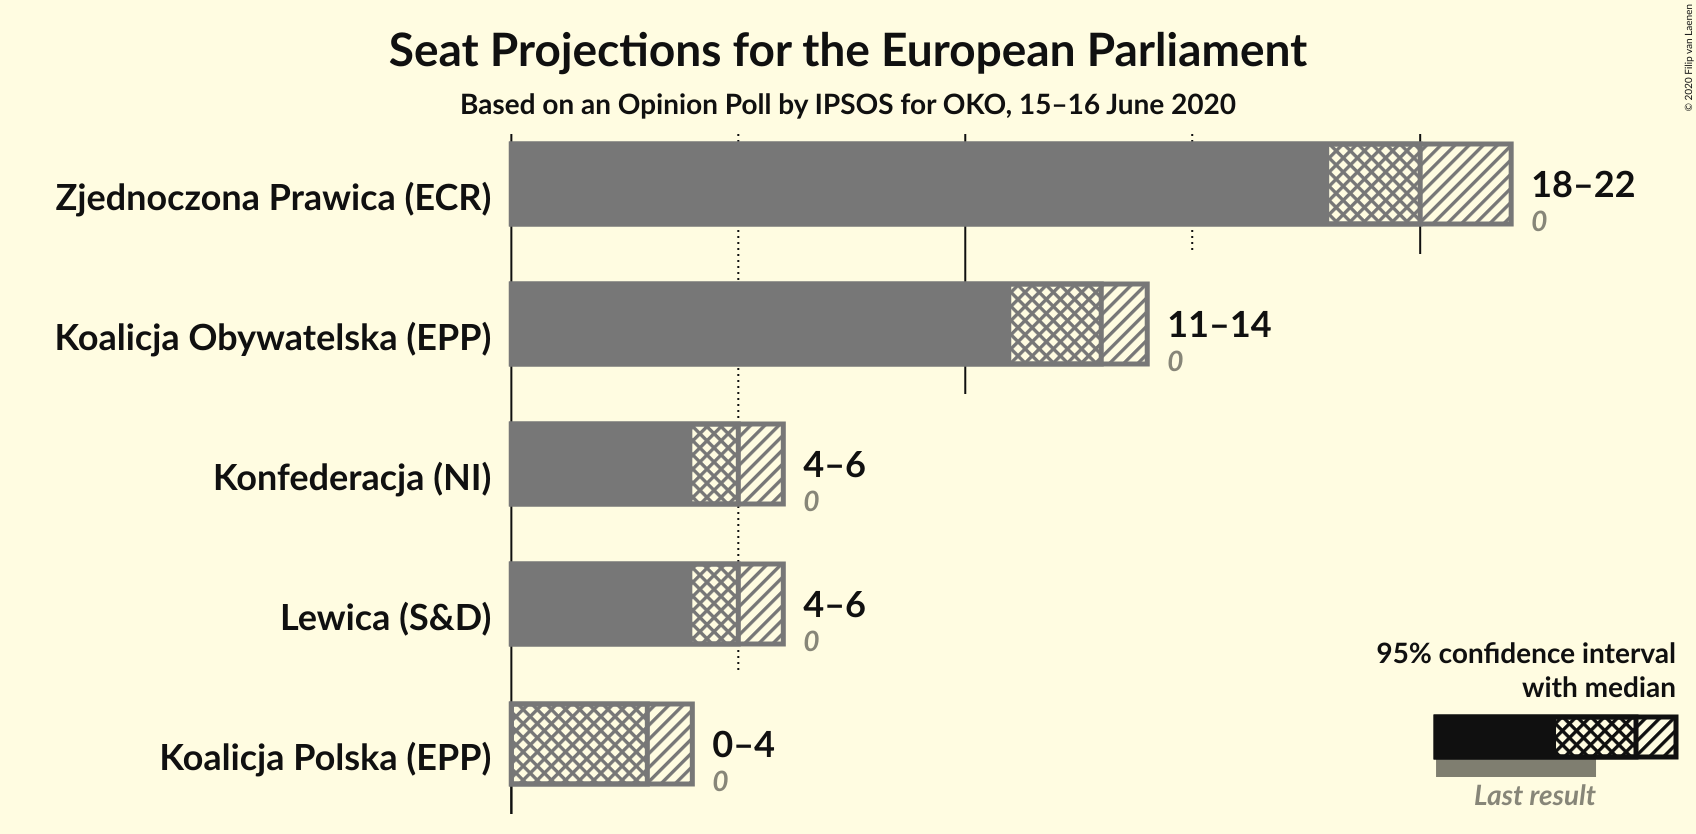 Seat Projections for the European Parliament
Based on an Opinion Poll by IPSOS for OKO, 15–16 June 2020
© 2020 Filip van Laenen
Zjednoczona Prawica (ECR)
18–22
0
Koalicja Obywatelska (EPP)
11–14
0
Konfederacja (NI)
4–6
0
Lewica (S&D)
4–6
0
Koalicja Polska (EPP)
0–4
0
95% confidence interval
with median
Last result